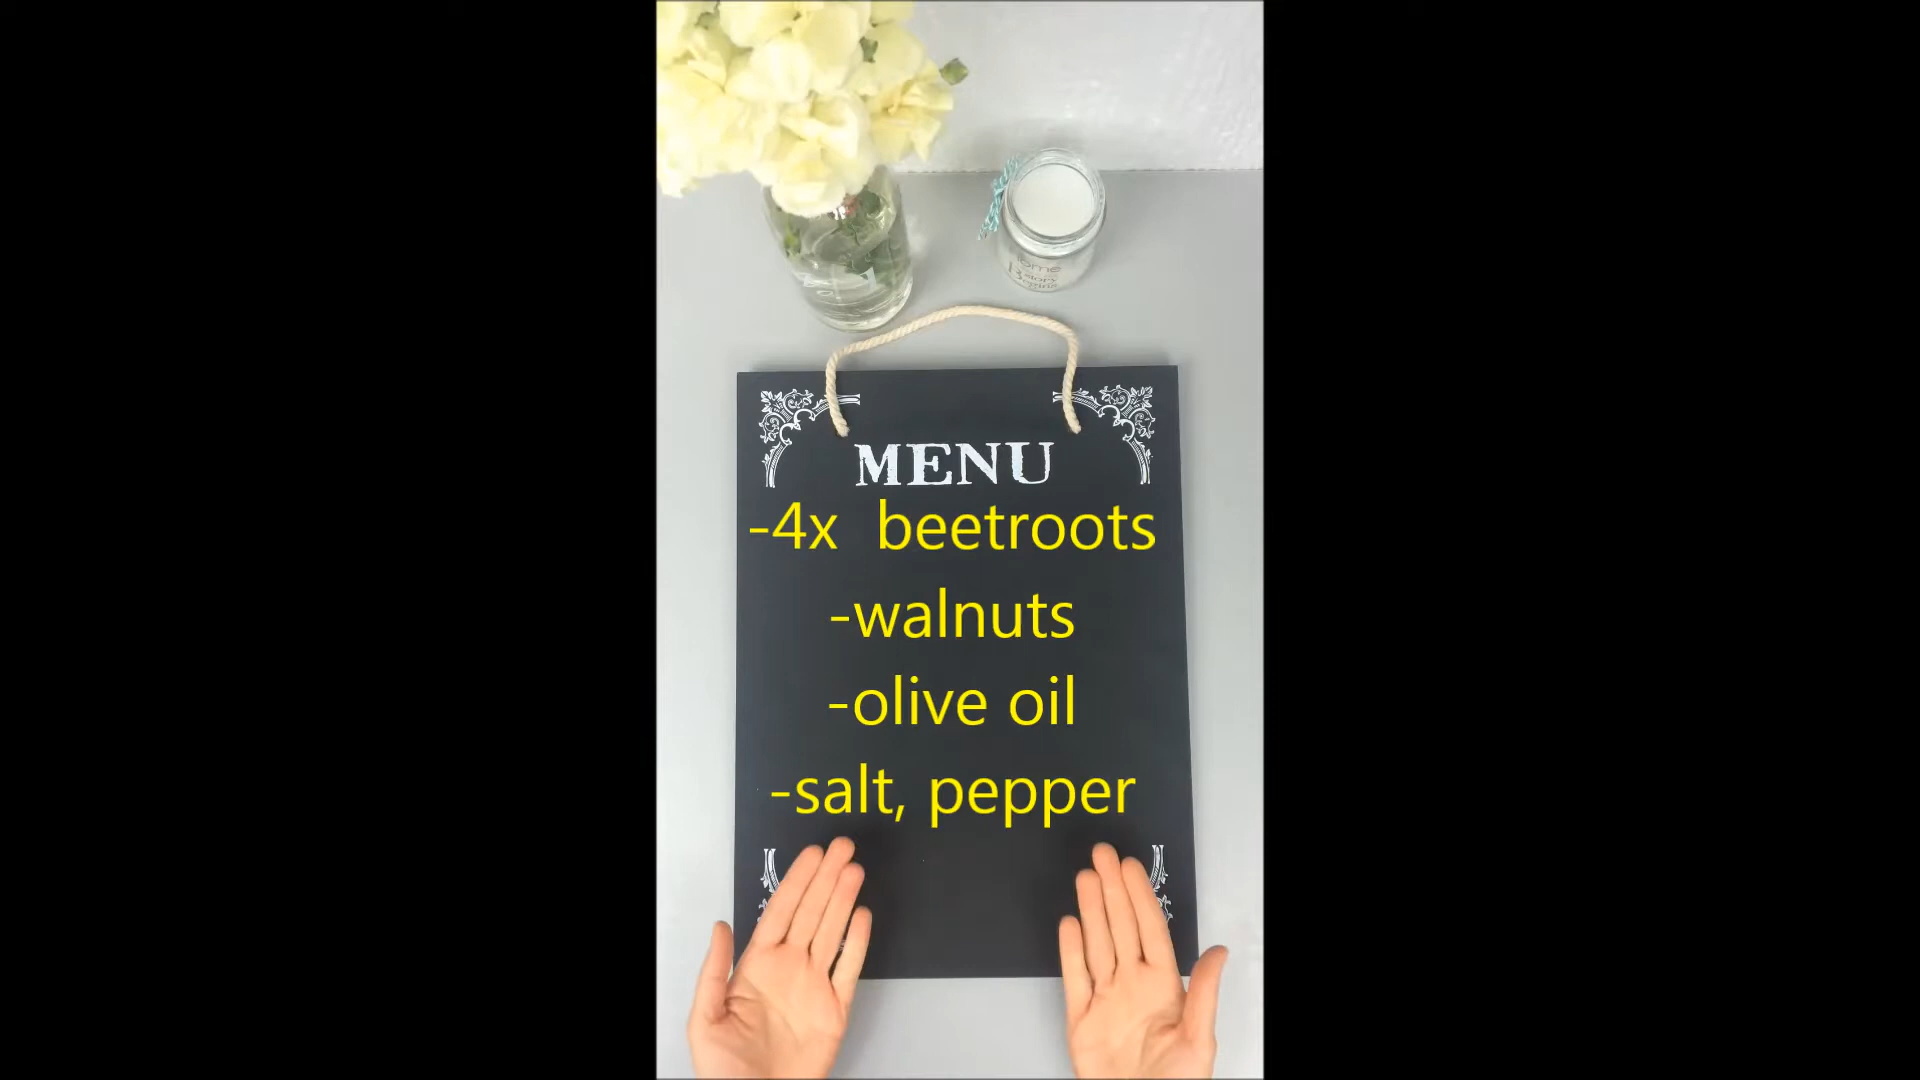 MENU
-4x beetroots
-walnuts
-olive oil
-salt, pepper